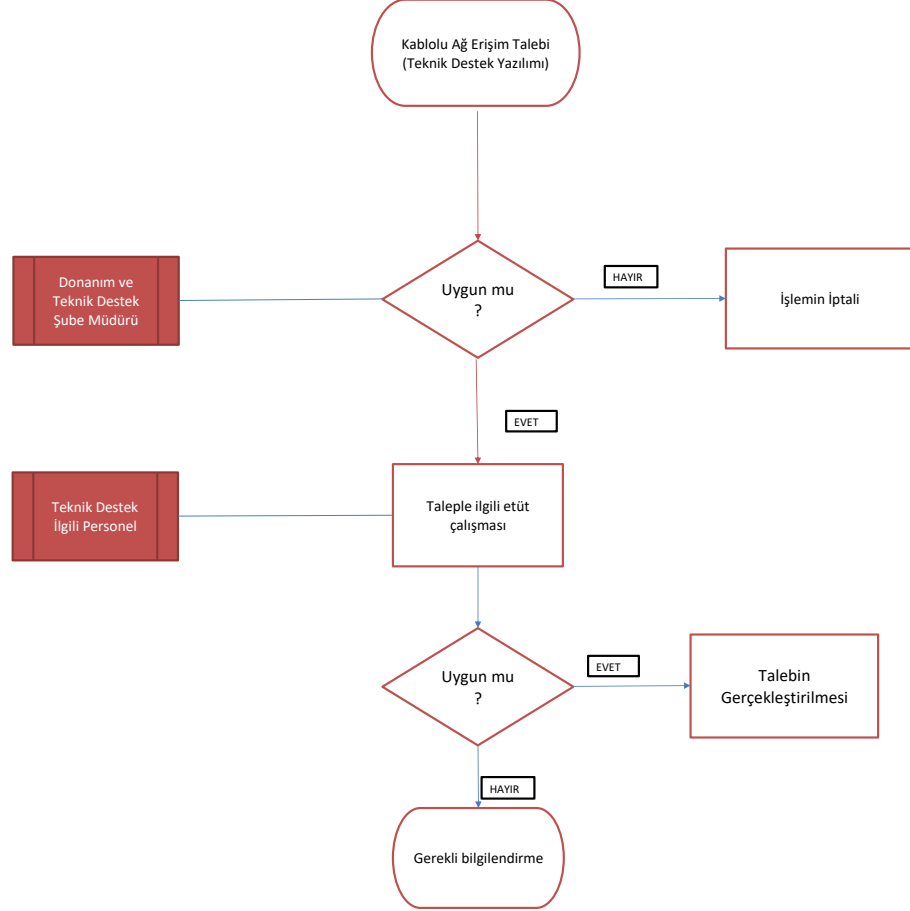 Kablolu Ağ Erişim Talebi
(Teknik Destek Yazılımı)
Donanım ve
Teknik Destek
Şube Müdürü
Uygun mu
?
HAYIR
İşlemin İptali
EVET
Teknik Destek
İlgili Personel
Taleple ilgili etüt
çalışması
Uygun mu
?
EVET
Talebin
Gerçekleştirilmesi
HAYIR
Gerekli bilgilendirme